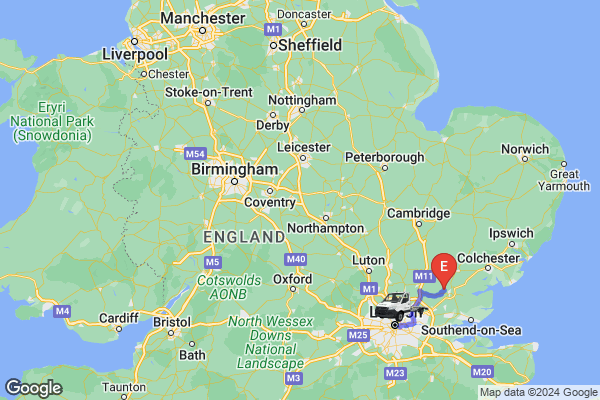 Doncaster
Manchester
M1
Liverpool
Sheffield
Chester
Eryri
National Park
(Snowdonia)
Stoke-on-Trent
Nottingham
Derby
Norwich
Leicester
M54
Peterborough
Birmingham
Great
Yarmouth
Coventry
Cambridge
Northampton
Ipswich
ENGLAND
M40
M5
Colchester
Luton
E
M11
Cotswolds
AONB
Oxford
M1
M4
Cardiff
Bristol
North Wessex
Downs
National
Landscape
Southend-on-Sea
M25
Bath
M20
M23
M3
Taunton
Google
Google
Map data ©2024 Google